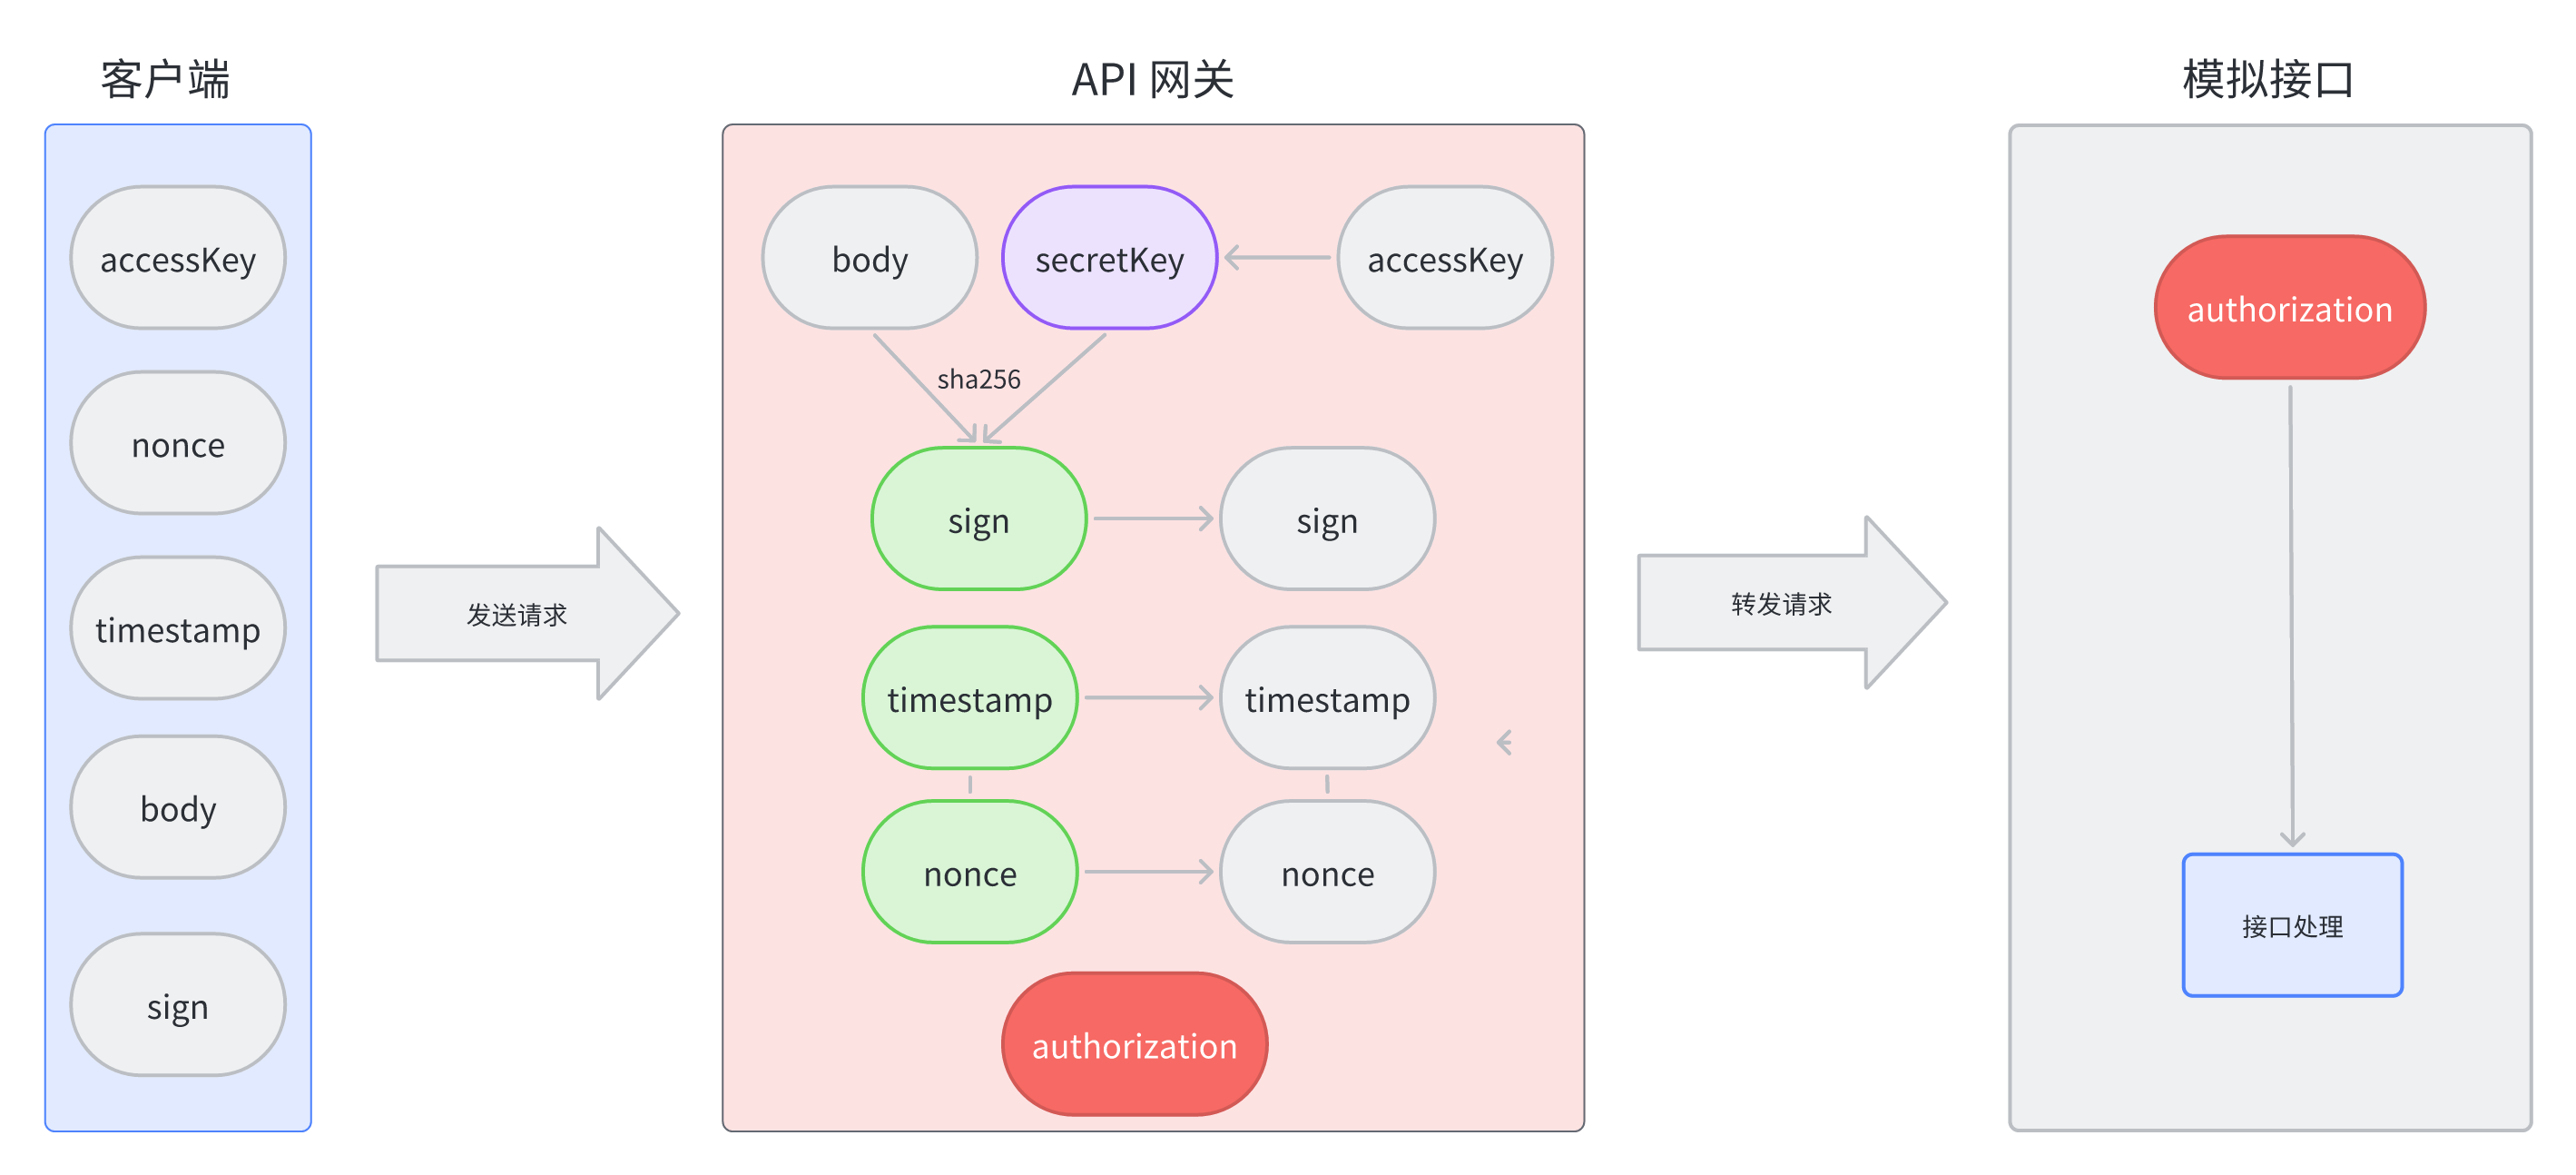 客户端
accessKey
nonce
timestamp
body
sign
发送请求
API 网关
body
secretKey
accessKey
sha256
sign
sign
timestamp
timestamp
nonce
nonce
authorization
转发请求
模拟接口
authorization
接口处理